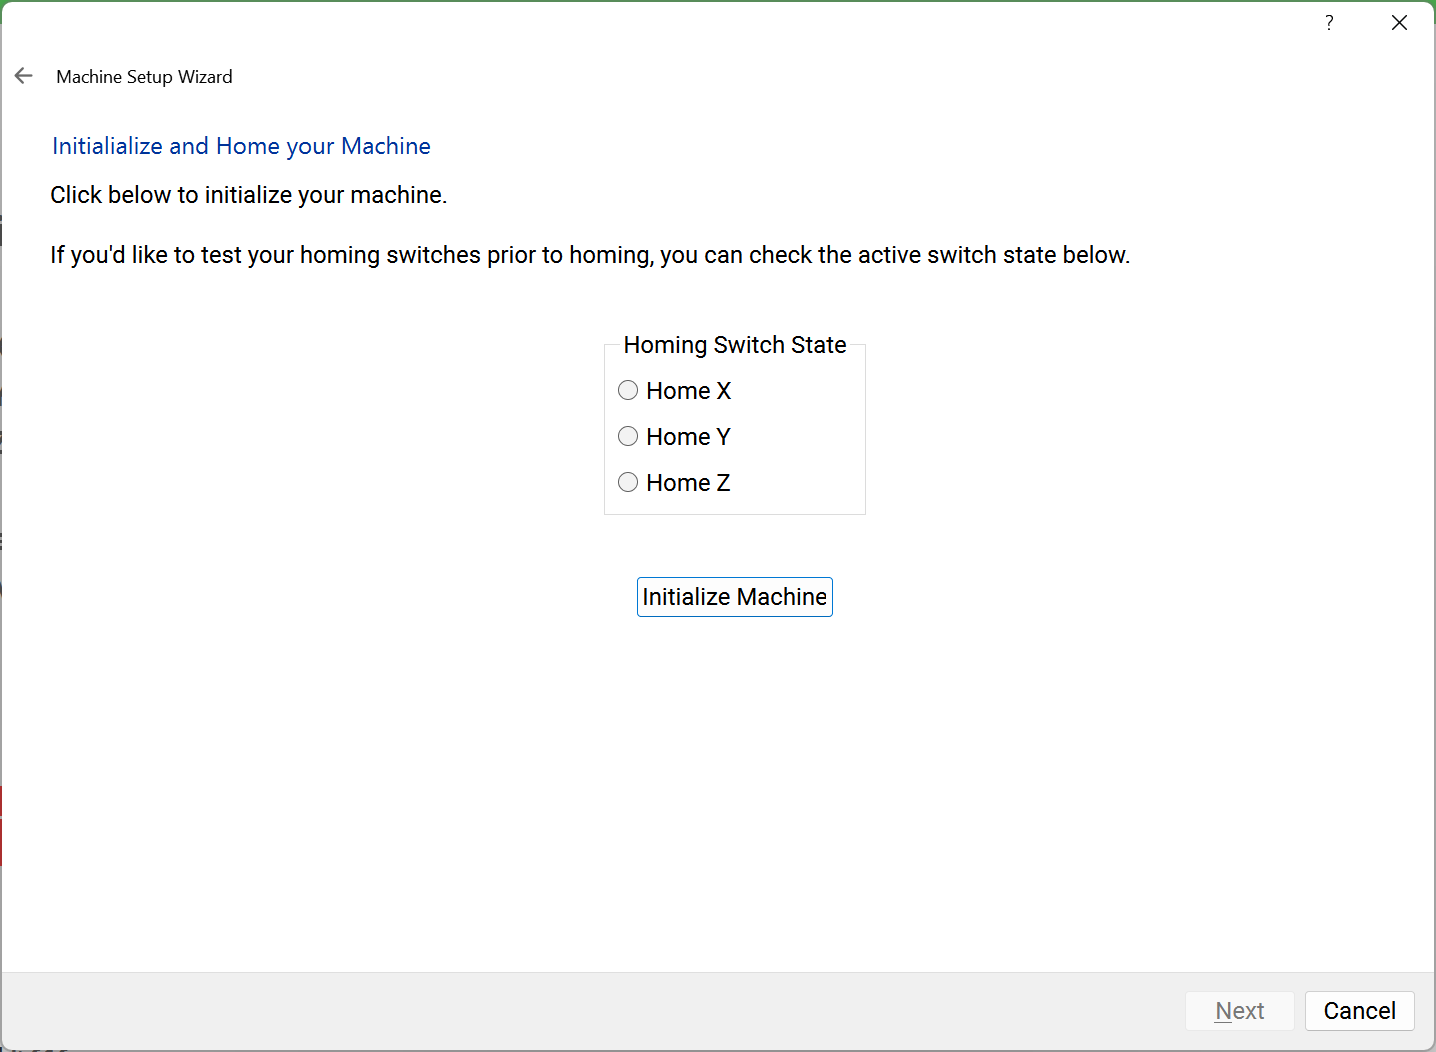 ?
Machine Setup Wizard
Initialialize and Home your Machine
Click below to initialize your machine.
If you'd like to test your homing switches prior to homing, you can check the active switch state below.
Homing Switch State
Home X
Home Y
Home Z
Initialize Machine
Next
Cancel